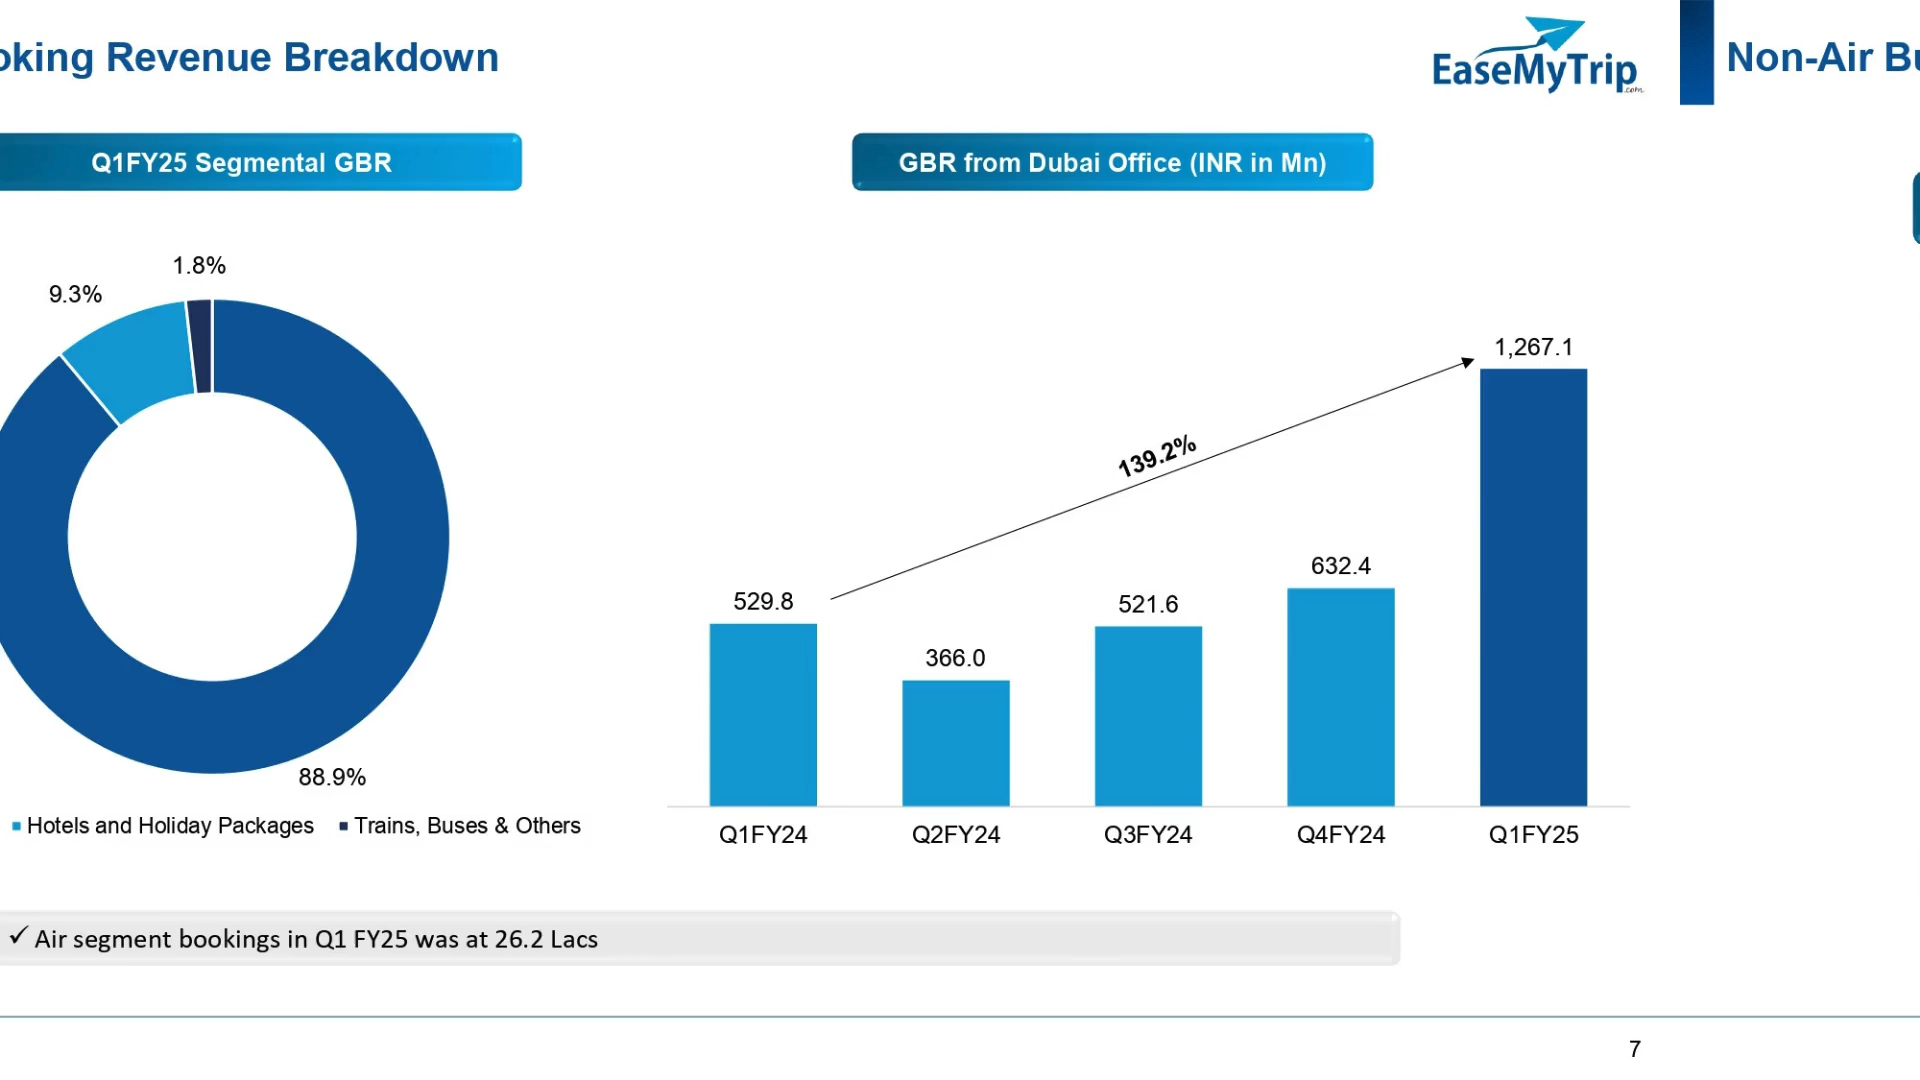 oking Revenue Breakdown
EaseMyTrip
.com
Non-Air Bu
Q1FY25 Segmental GBR
GBR from Dubai Office (INR in Mn)
1.8%
9.3%
88.9%
Hotels and Holiday Packages
Trains, Buses & Others
1,267.1
139.2%
632.4
529.8
521.6
366.0
Q1FY24
Q2FY24
Q3FY24
Q4FY24
Q1FY25
✓ Air segment bookings in Q1 FY25 was at 26.2 Lacs
7